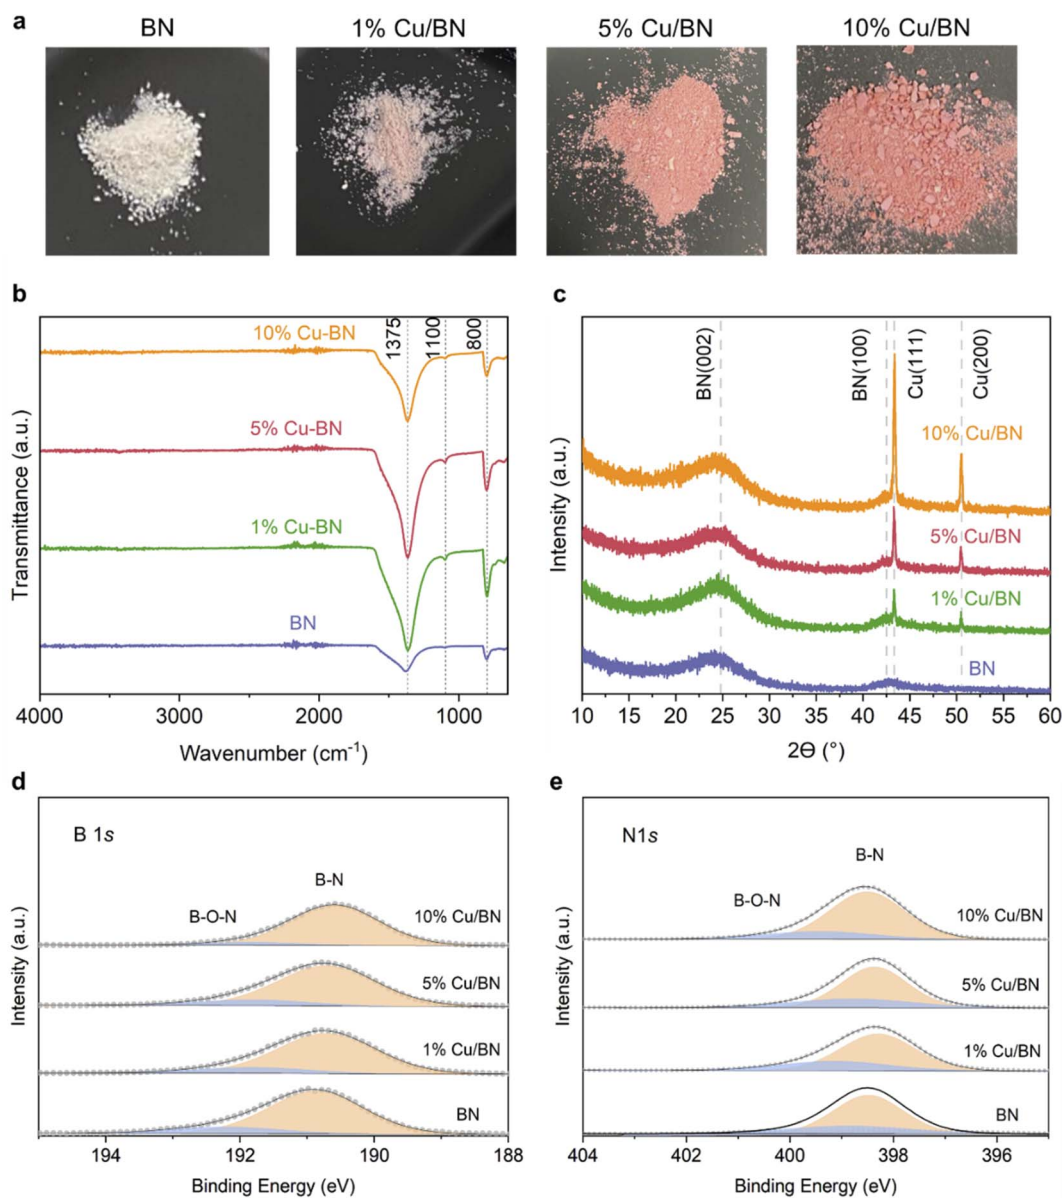 a
BN
1% Cu/BN
5% Cu/BN
10% Cu/BN
b
10% Cu-BN
5% Cu-BN
1% Cu-BN
BN
1375
1100
800
Transmittance (a.u.)
4000
3000
2000
1000
Wavenumber (cm⁻¹)
c
BN(002)
BN(100)
Cu(111)
Cu(200)
10% Cu/BN
5% Cu/BN
1% Cu/BN
BN
Intensity (a.u.)
10 15 20 25 30 35 40 45 50 55 60
2Θ (°)
d
B 1s
B-N
B-O-N
10% Cu/BN
5% Cu/BN
1% Cu/BN
BN
Intensity (a.u.)
194 192 190 188
Binding Energy (eV)
e
N1s
B-N
B-O-N
10% Cu/BN
5% Cu/BN
1% Cu/BN
BN
Intensity (a.u.)
404 402 400 398 396
Binding Energy (eV)